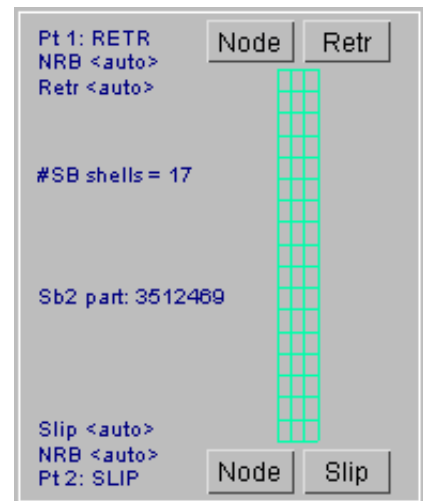 Pt 1: RETR
Node Retr
NRB <auto>
Retr <auto>
#SB shells = 17
Sb2 part: 3512469
Slip <auto>
NRB <auto>
Node Slip
Pt 2: SLIP